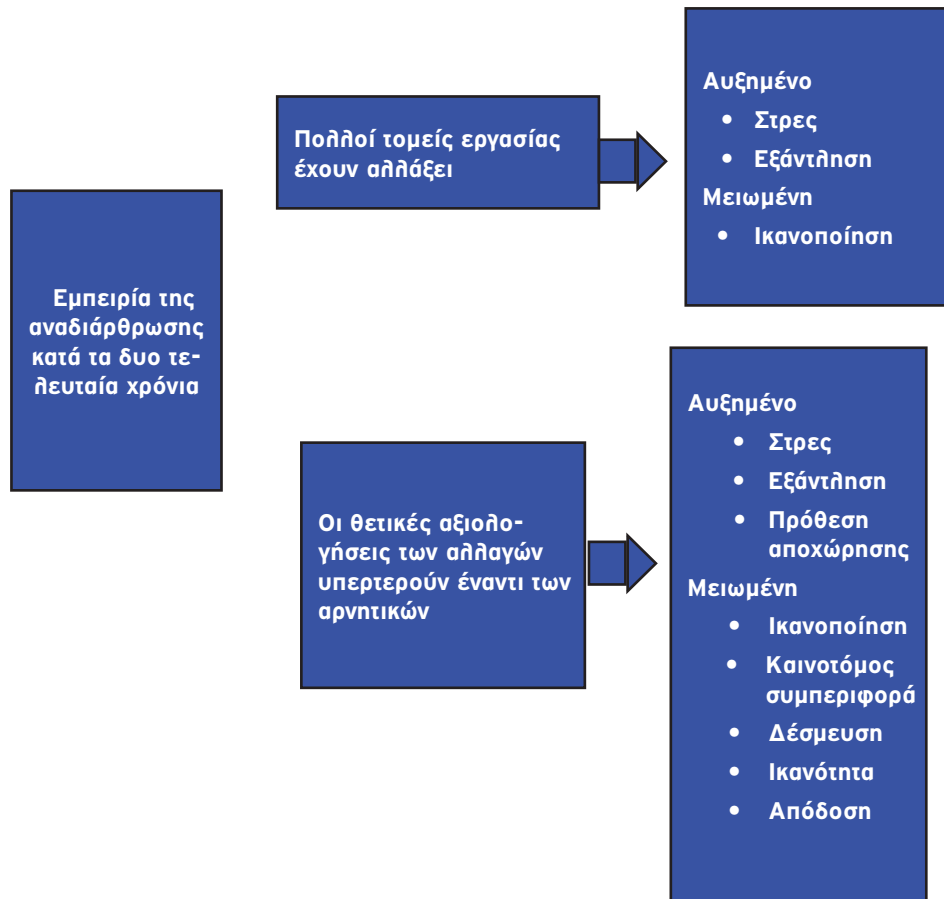 Εμπειρία της
αναδιάρθρωσης
κατά τα δυο τε-
λευταία χρόνια
Πολλοί τομείς εργασίας
έχουν αλλάξει
Αυξημένο
• Στρες
• Εξάντληση
Μειωμένη
• Ικανοποίηση
Οι θετικές αξιολο-
γήσεις των αλλαγών
υπερτερούν έναντι των
αρνητικών
Αυξημένο
• Στρες
• Εξάντληση
• Πρόθεση
αποχώρησης
Μειωμένη
• Ικανοποίηση
• Καινοτόμος
συμπεριφορά
• Δέσμευση
• Ικανότητα
• Απόδοση